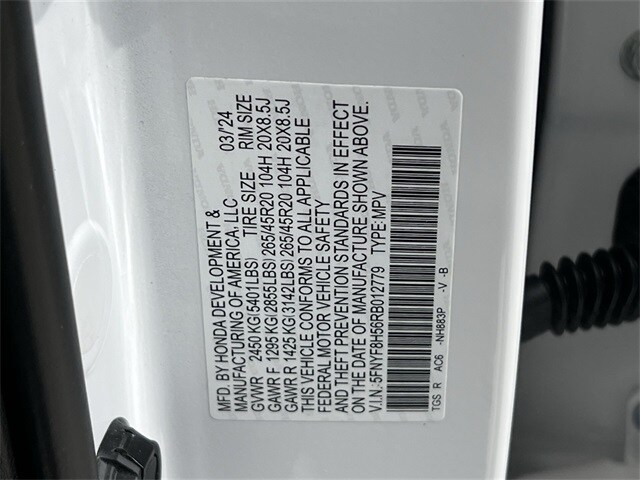 MFD. BY HONDA DEVELOPMENT &
MANUFACTURING OF AMERICA, LLC 03/'24
TIRE SIZE RIM SIZE
GVWR 2450 KG(5401LBS)
GAWR F 1295 KG(2855LBS) 265/45R20 104H 20X8.5J
GAWR R 1425 KG(3142LBS) 265/45R20 104H 20X8.5J
THIS VEHICLE CONFORMS TO ALL APPLICABLE
FEDERAL MOTOR VEHICLE SAFETY
AND THEFT PREVENTION STANDARDS IN EFFECT
ON THE DATE OF MANUFACTURE SHOWN ABOVE.
V.I.N.:5FNYF8H56RB012779 TYPE: MPV
TGS R AC6 -NH883P -V -B